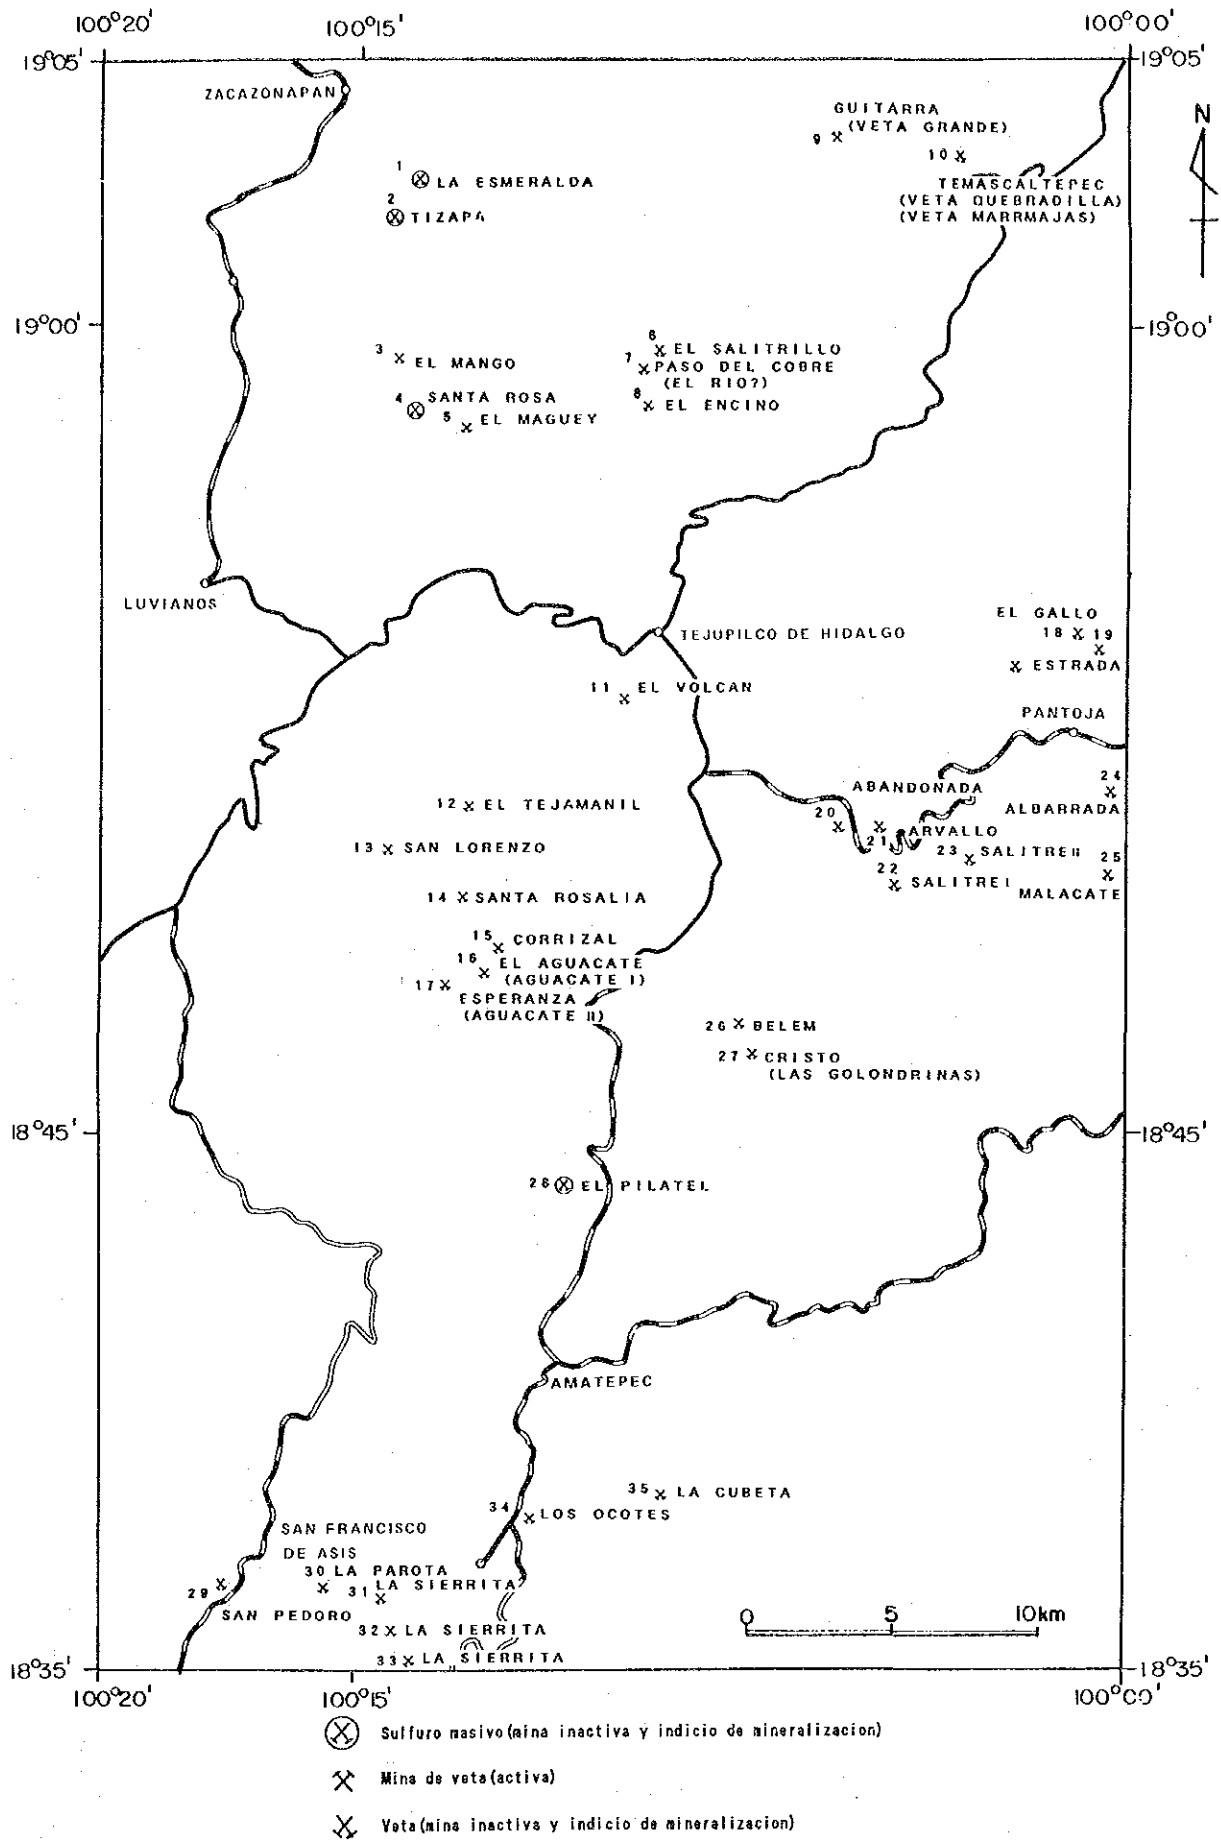 100°20'
100°15'
100°00'
19°05'
19°05'
ZACAZONAPAN
GUITARRA
(VETA GRANDE)
9
N
10
TEMASCALTEPEC
(VETA QUEBRADILLA)
(VETA MARRMAJAS)
1
LA ESMERALDA
2
TIZAPA
19°00'
19°00'
3
EL MANGO
6
EL SALITRILLO
7
PASO DEL COBRE
(EL RIO?)
4
SANTA ROSA
8
EL ENCINO
5
EL MAGUEY
LUVIANOS
TEJUPILCO DE HIDALGO
EL GALLO
18
19
ESTRADA
11 EL VOLCAN
PANTOJA
24
ABANDONADA
ALBARRADA
12 EL TEJAMANIL
20
21
ARVALLO
13 SAN LORENZO
23 SALITRE II
25
22
SALITRE I
MALACATE
14 SANTA ROSALIA
15 CORRIZAL
16 EL AGUACATE
(AGUACATE I)
17
ESPERANZA
(AGUACATE II)
26 BELEM
27 CRISTO
(LAS GOLONDRINAS)
18°45'
18°45'
28 EL PILATEL
AMATEPEC
35 LA CUBETA
34 LOS OCOTES
SAN FRANCISCO
DE ASIS
30 LA PAROTA
29
31 LA SIERRITA
SAN PEDORO
32 LA SIERRITA
33 LA SIERRITA
0 5 10km
18°35'
18°35'
100°20'
100°15'
100°00'
Sulfuro masivo(mina inactiva y indicio de mineralizacion)
Mina de veta(activa)
Veta(mina inactiva y indicio de mineralizacion)